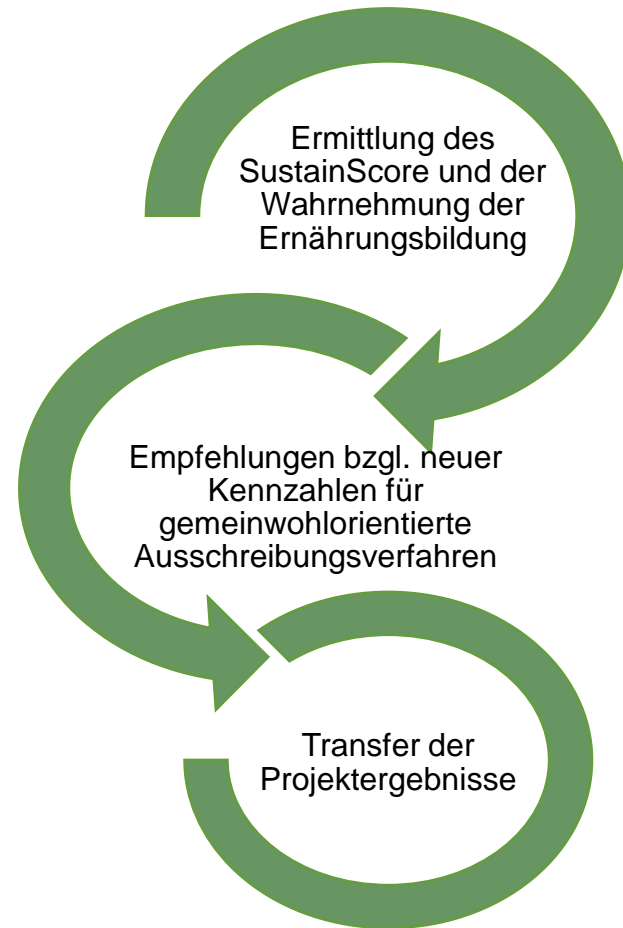 Ermittlung des
SustainScore und der
Wahrnehmung der
Ernährungsbildung
Empfehlungen bzgl. neuer
Kennzahlen für
gemeinwohlorientierte
Ausschreibungsverfahren
Transfer der
Projektergebnisse